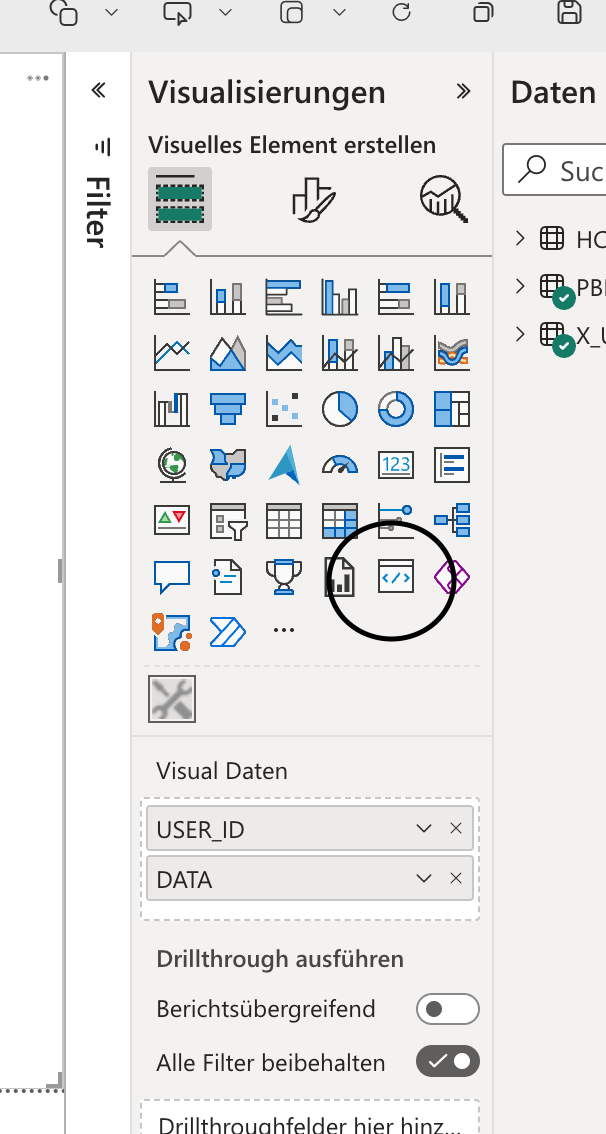 Visualisierungen
Daten
Visuelles Element erstellen
Filter
Suc
HO
PBI
X_U
123
Visual Daten
USER_ID
DATA
Drillthrough ausführen
Berichtsübergreifend
Alle Filter beibehalten
Drillthroughfelder hier hinz...